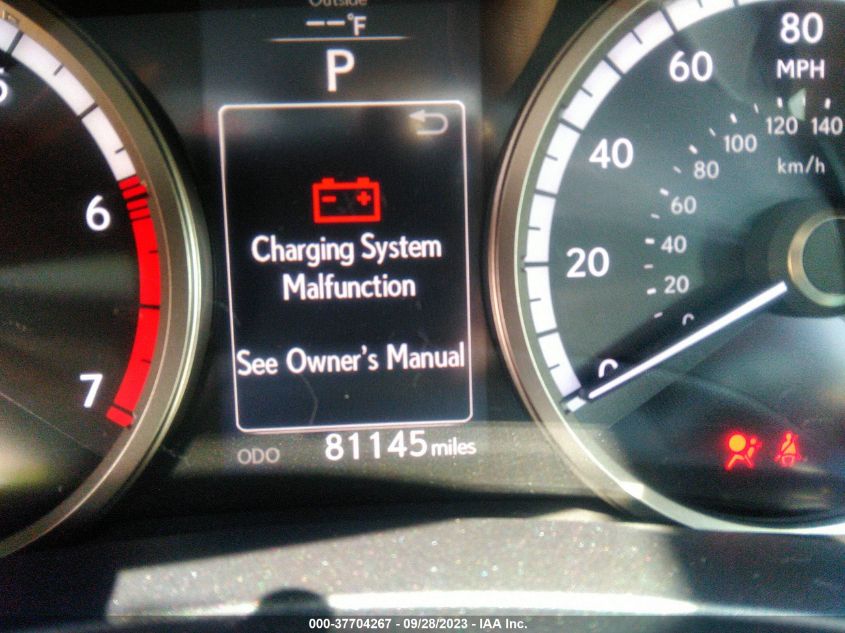 Outside
--°F
P
Charging System
Malfunction
See Owner's Manual
ODO 81145 miles
6
7
80
MPH
60
40
20
0
140
120
100
80
60
40
20
km/h
000-37704267 - 09/28/2023 - IAA Inc.